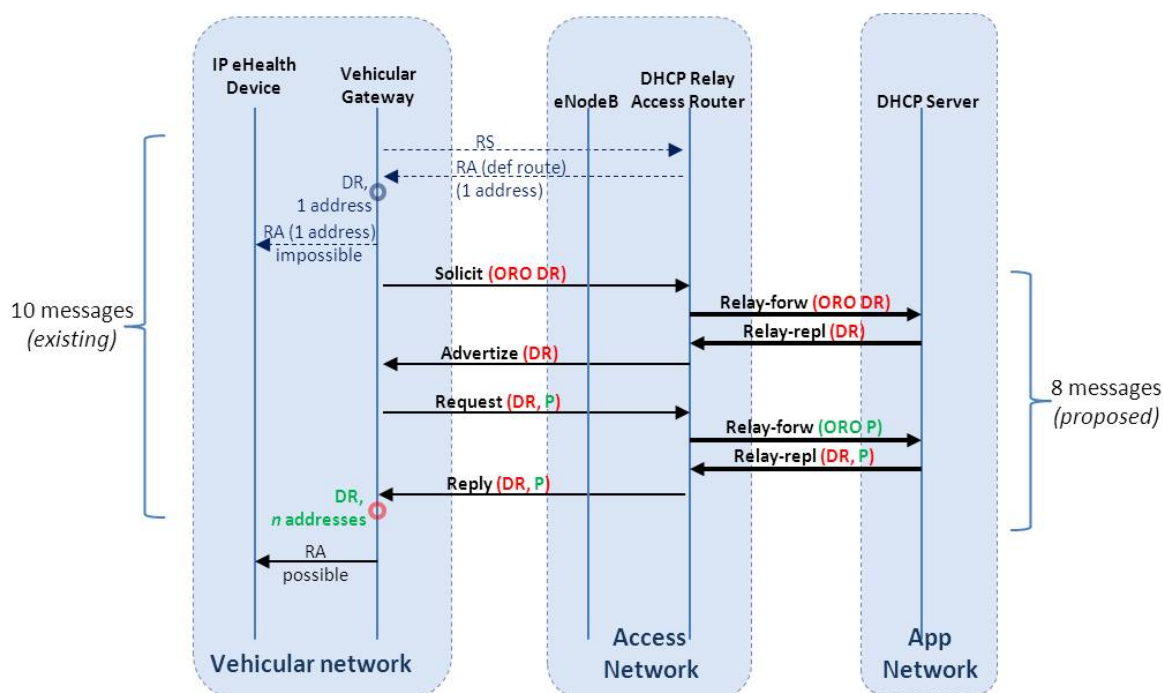 IP eHealth
Device
Vehicular
Gateway
eNodeB
DHCP Relay
Access Router
DHCP Server
RS
RA (def route)
(1 address)
DR,
1 address
RA (1 address)
impossible
Solicit (ORO DR)
Relay-forw (ORO DR)
10 messages
(existing)
Relay-repl (DR)
Advertize (DR)
8 messages
(proposed)
Request (DR, P)
Relay-forw (ORO P)
Relay-repl (DR, P)
Reply (DR, P)
DR,
n addresses
RA
possible
Vehicular network
Access
Network
App
Network